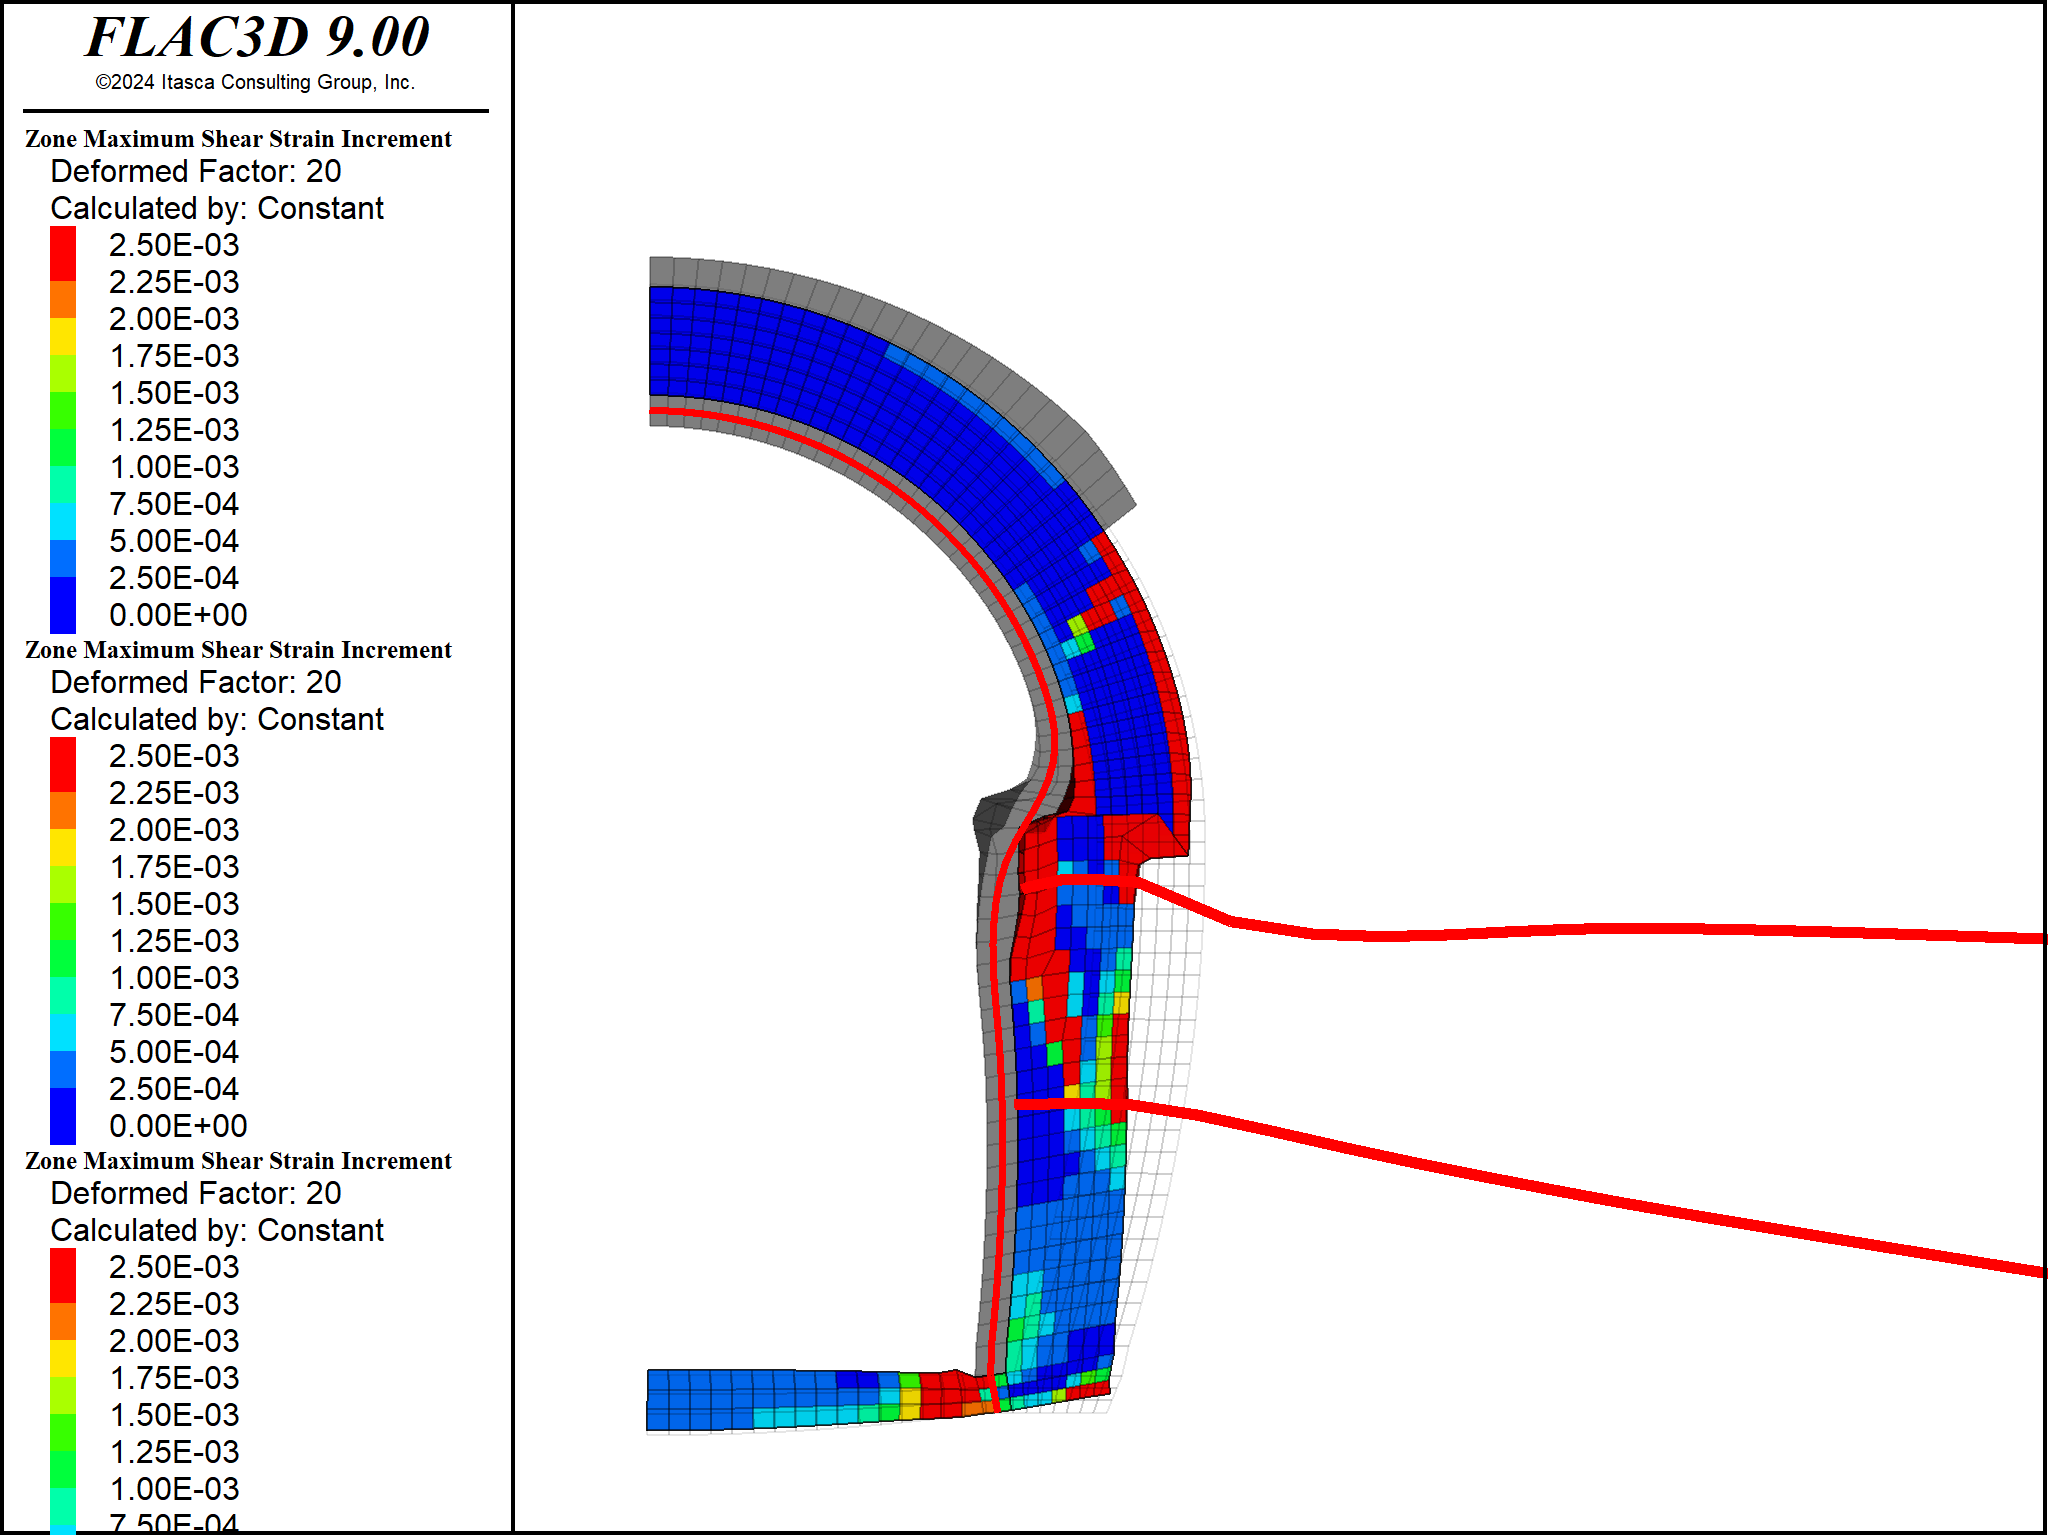 FLAC3D 9.00
©2024 Itasca Consulting Group, Inc.
Zone Maximum Shear Strain Increment
Deformed Factor: 20
Calculated by: Constant
2.50E-03
2.25E-03
2.00E-03
1.75E-03
1.50E-03
1.25E-03
1.00E-03
7.50E-04
5.00E-04
2.50E-04
0.00E+00
Zone Maximum Shear Strain Increment
Deformed Factor: 20
Calculated by: Constant
2.50E-03
2.25E-03
2.00E-03
1.75E-03
1.50E-03
1.25E-03
1.00E-03
7.50E-04
5.00E-04
2.50E-04
0.00E+00
Zone Maximum Shear Strain Increment
Deformed Factor: 20
Calculated by: Constant
2.50E-03
2.25E-03
2.00E-03
1.75E-03
1.50E-03
1.25E-03
1.00E-03
7.50E-04